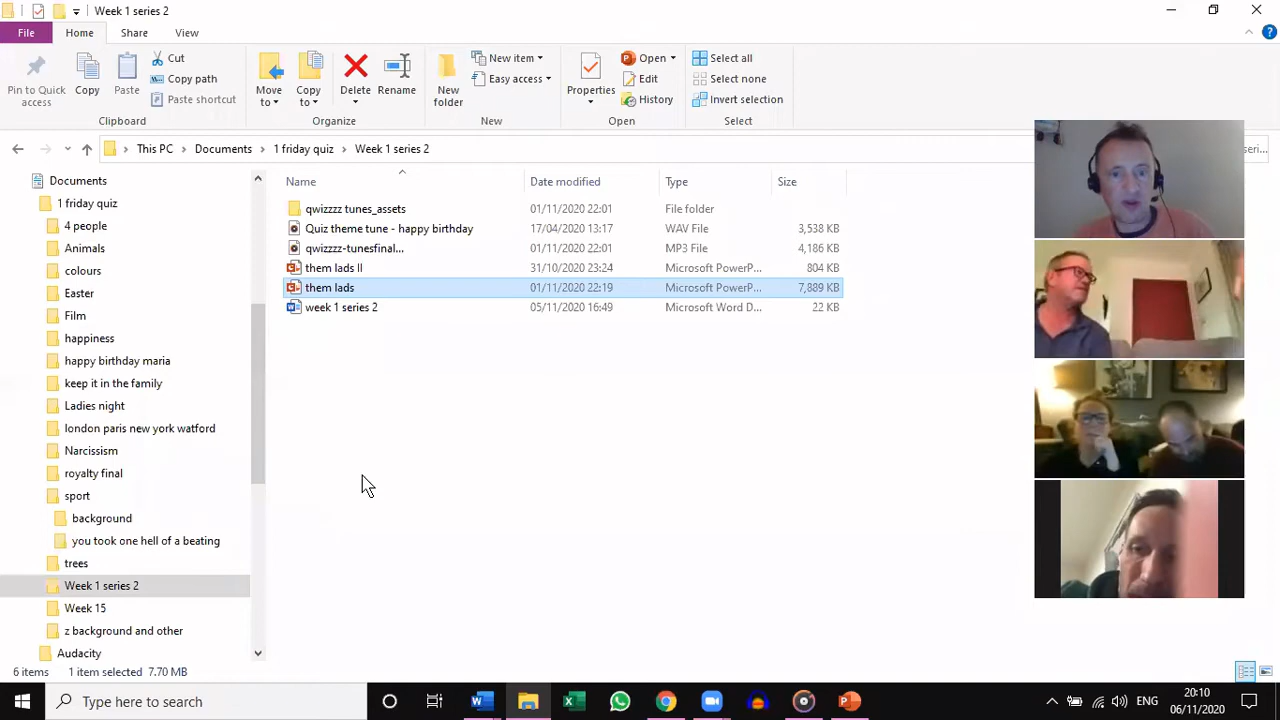 Week 1 series 2
File Home Share View
Pin to Quick access
Copy
Paste
Cut
Copy path
Paste shortcut
Clipboard
Move to
Copy to
Delete
Rename
Organize
New folder
New item
Easy access
New
Properties
Open
Edit
History
Open
Select all
Select none
Invert selection
Select
This PC Documents 1 friday quiz Week 1 series 2
seri...
Documents
1 friday quiz
4 people
Animals
colours
Easter
Film
happiness
happy birthday maria
keep it in the family
Ladies night
london paris new york watford
Narcissism
royalty final
sport
background
you took one hell of a beating
trees
Week 1 series 2
Week 15
z background and other
Audacity
Name Date modified Type Size
qwizzzz tunes_assets 01/11/2020 22:01 File folder
Quiz theme tune - happy birthday 17/04/2020 13:17 WAV File 3,538 KB
qwizzzz-tunesfinal... 01/11/2020 22:01 MP3 File 4,186 KB
them lads II 31/10/2020 23:24 Microsoft PowerP... 804 KB
them lads 01/11/2020 22:19 Microsoft PowerP... 7,889 KB
week 1 series 2 05/11/2020 16:49 Microsoft Word D... 22 KB
6 items 1 item selected 7.70 MB
Type here to search
ENG
20:10
06/11/2020